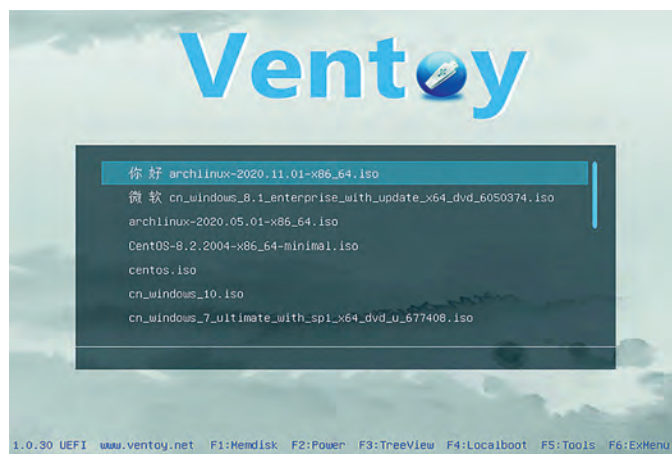 Ventoy
你 好 archlinux-2020.11.01-x86_64.iso
微 软 cn_windows_8.1_enterprise_with_update_x64_dvd_6050374.iso
archlinux-2020.05.01-x86_64.iso
CentOS-8.2.2004-x86_64-minimal.iso
centos.iso
cn_windows_10.iso
cn_windows_7_ultimate_with_sp1_x64_dvd_u_677408.iso
1.0.30 UEFI www.ventoy.net F1:Memdisk F2:Power F3:TreeView F4:Localboot F5:Tools F6:ExMenu